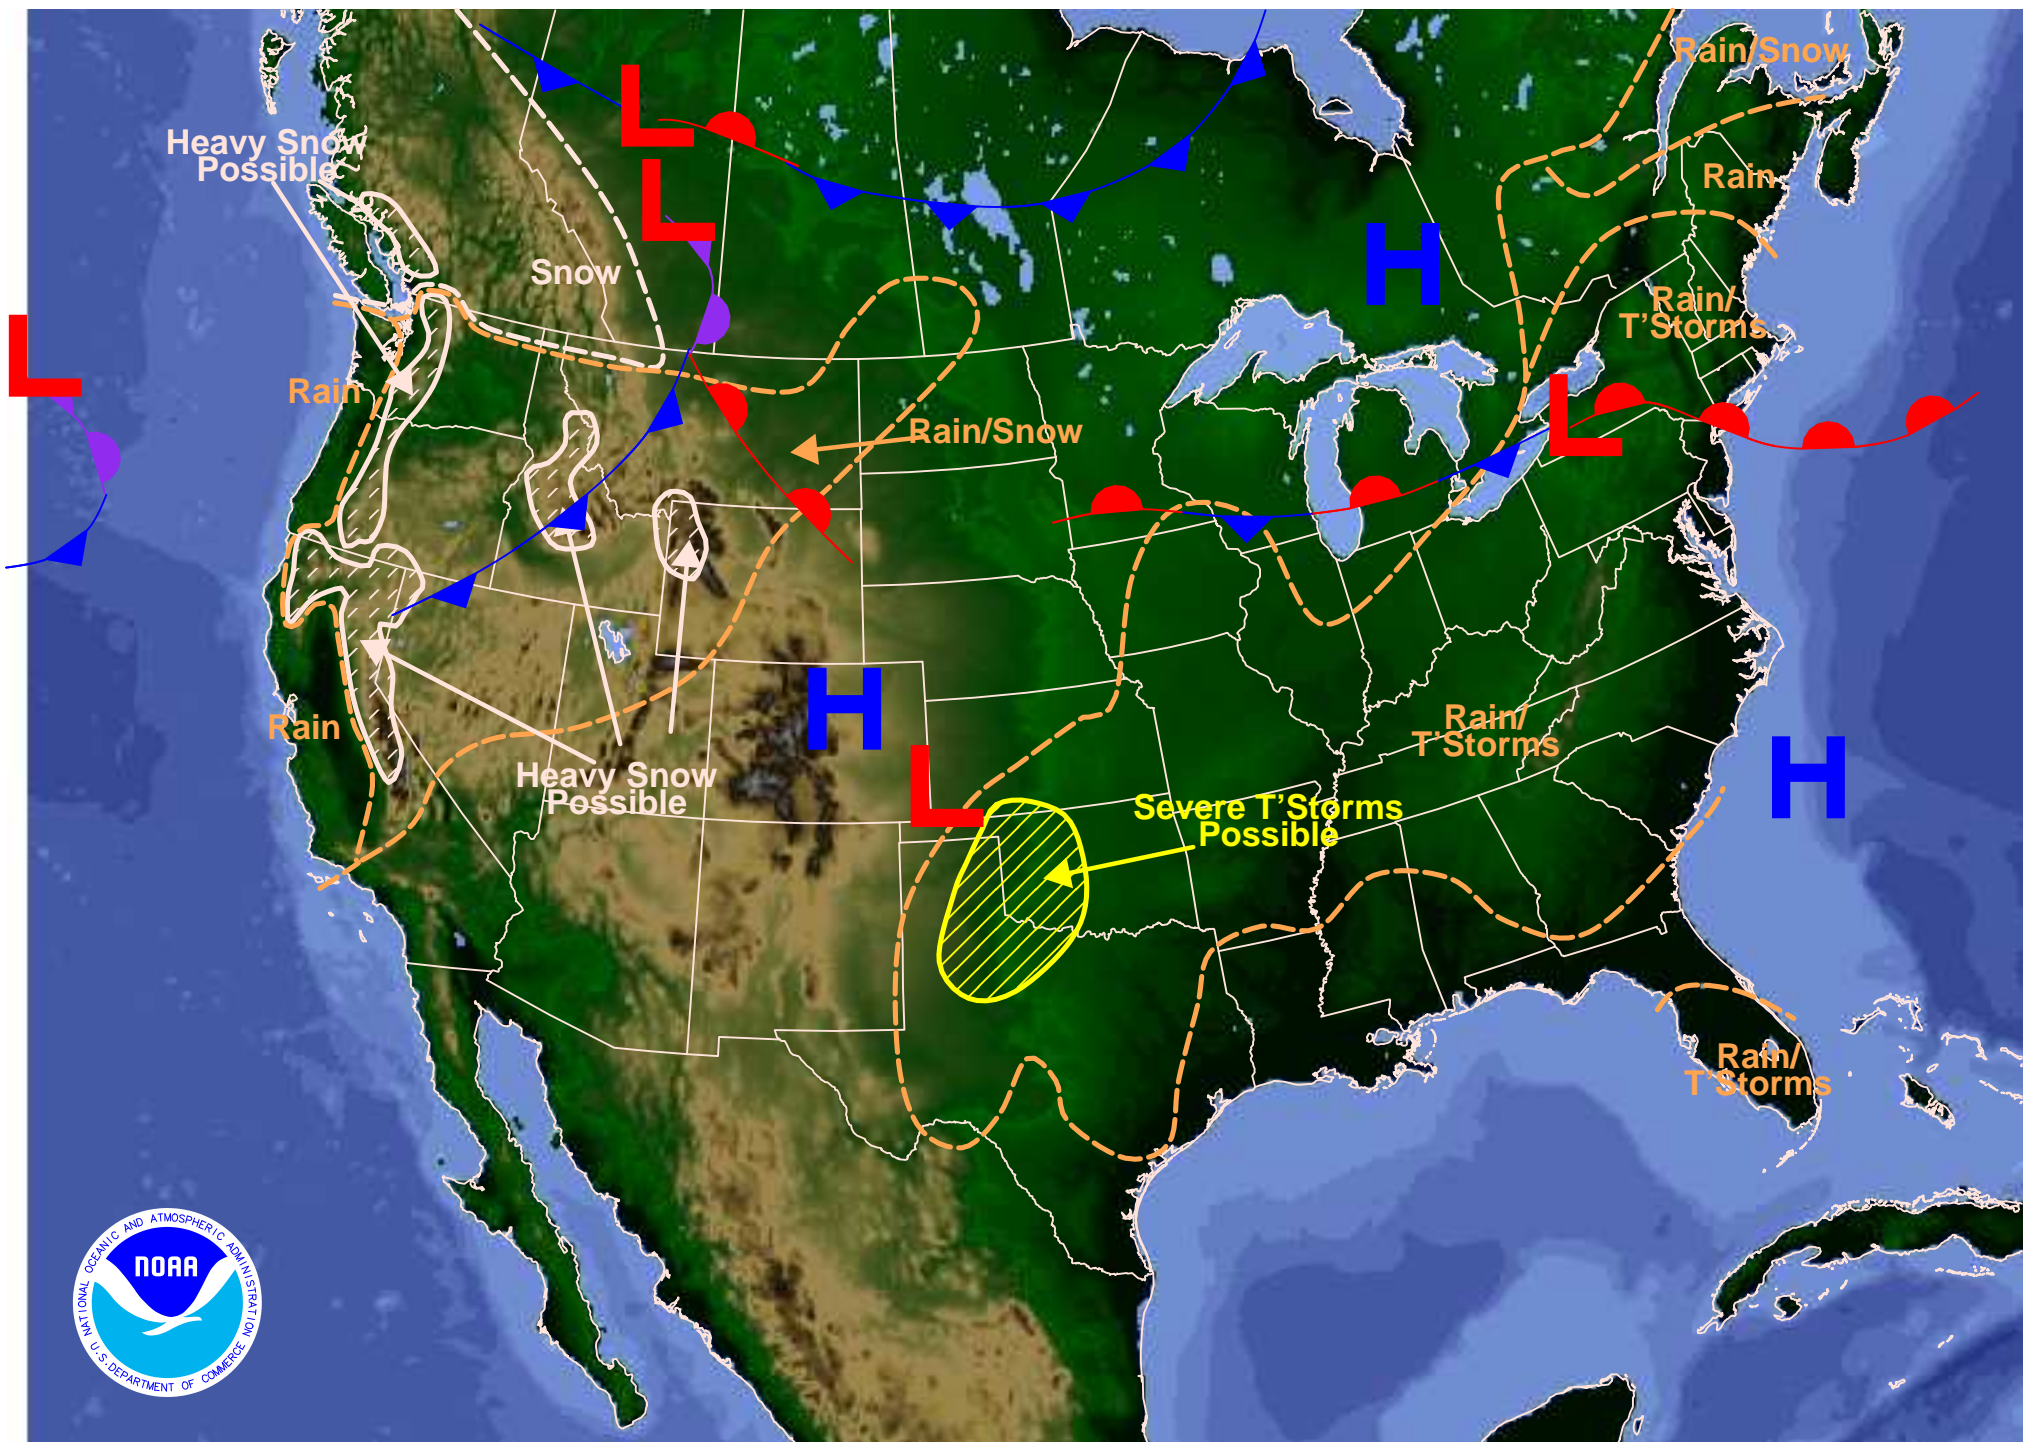 Rain/Snow
Heavy Snow
Possible
Rain
Snow
Rain/
T'Storms
L
L
H
L
Rain
Rain/Snow
L
H
Rain
Rain/
T'Storms
H
Heavy Snow
Possible
L
Severe T'Storms
Possible
Rain/
T'Storms
NATIONAL OCEANIC AND ATMOSPHERIC ADMINISTRATION
NOAA
U.S. DEPARTMENT OF COMMERCE